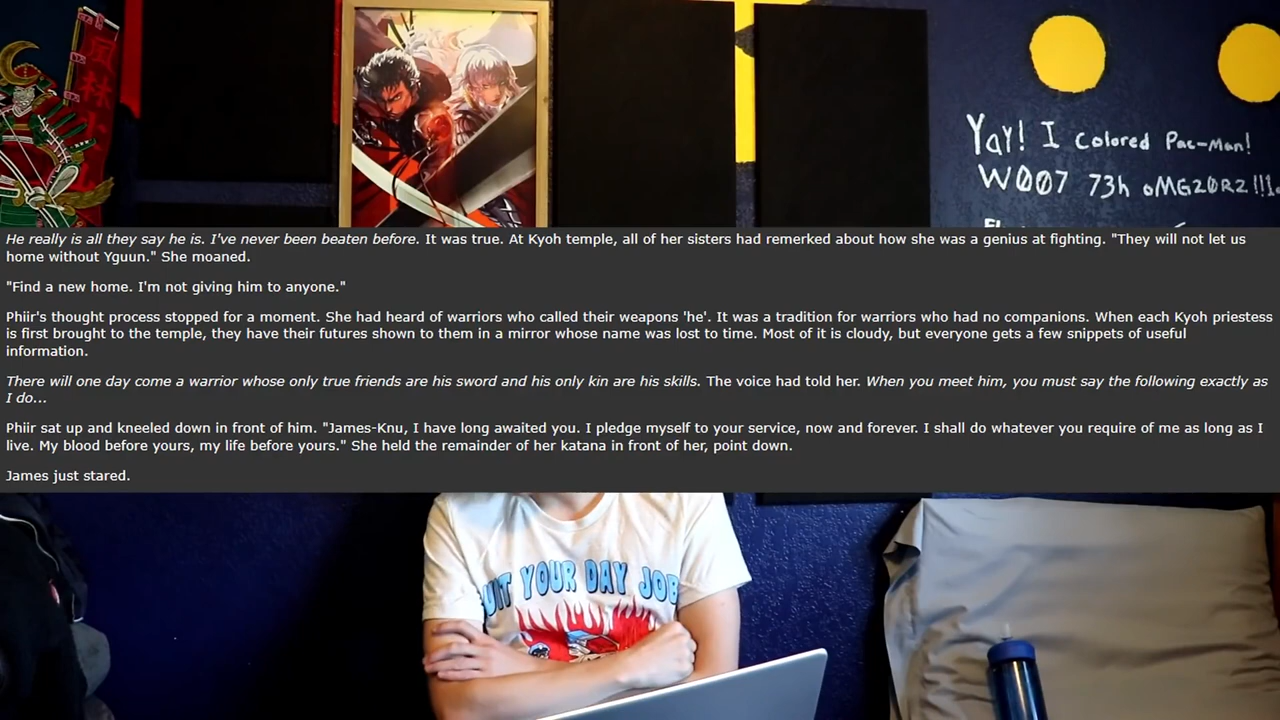 Yay! I Colored Pac-Man!
W007 73h oMG20R2!!!1
He really is all they say he is. I've never been beaten before. It was true. At Kyoh temple, all of her sisters had remerked about how she was a genius at fighting. "They will not let us
home without Yguun." She moaned.
"Find a new home. I'm not giving him to anyone."
Phiir's thought process stopped for a moment. She had heard of warriors who called their weapons 'he'. It was a tradition for warriors who had no companions. When each Kyoh priestess
is first brought to the temple, they have their futures shown to them in a mirror whose name was lost to time. Most of it is cloudy, but everyone gets a few snippets of useful
information.
There will one day come a warrior whose only true friends are his sword and his only kin are his skills. The voice had told her. When you meet him, you must say the following exactly as
I do...
Phiir sat up and kneeled down in front of him. "James-Knu, I have long awaited you. I pledge myself to your service, now and forever. I shall do whatever you require of me as long as I
live. My blood before yours, my life before yours." She held the remainder of her katana in front of her, point down.
James just stared.
UIT YOUR DAY JOB